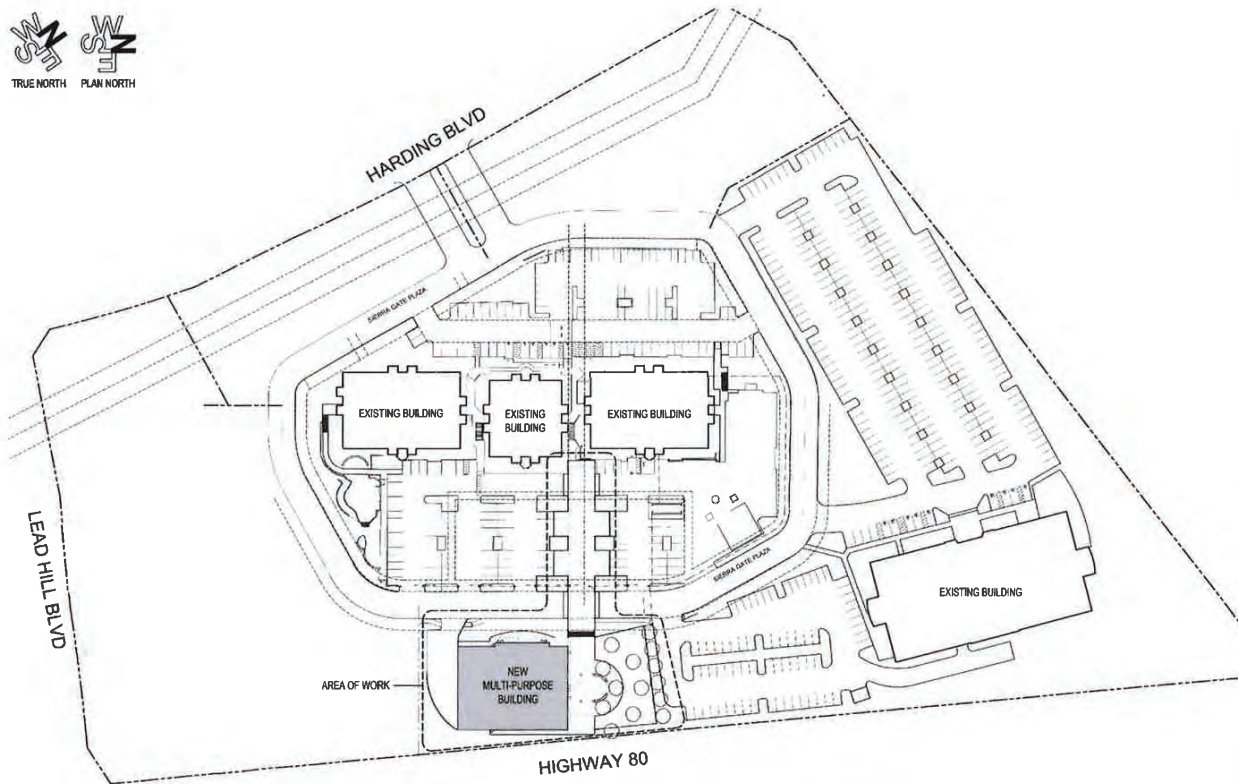 N
W
S
E
TRUE NORTH
N
W
S
E
PLAN NORTH
HARDING BLVD
SIERRA GATE PLAZA
EXISTING BUILDING
EXISTING
BUILDING
EXISTING BUILDING
LEAD HILL BLVD
SIERRA GATE PLAZA
EXISTING BUILDING
AREA OF WORK
NEW
MULTI-PURPOSE
BUILDING
HIGHWAY 80